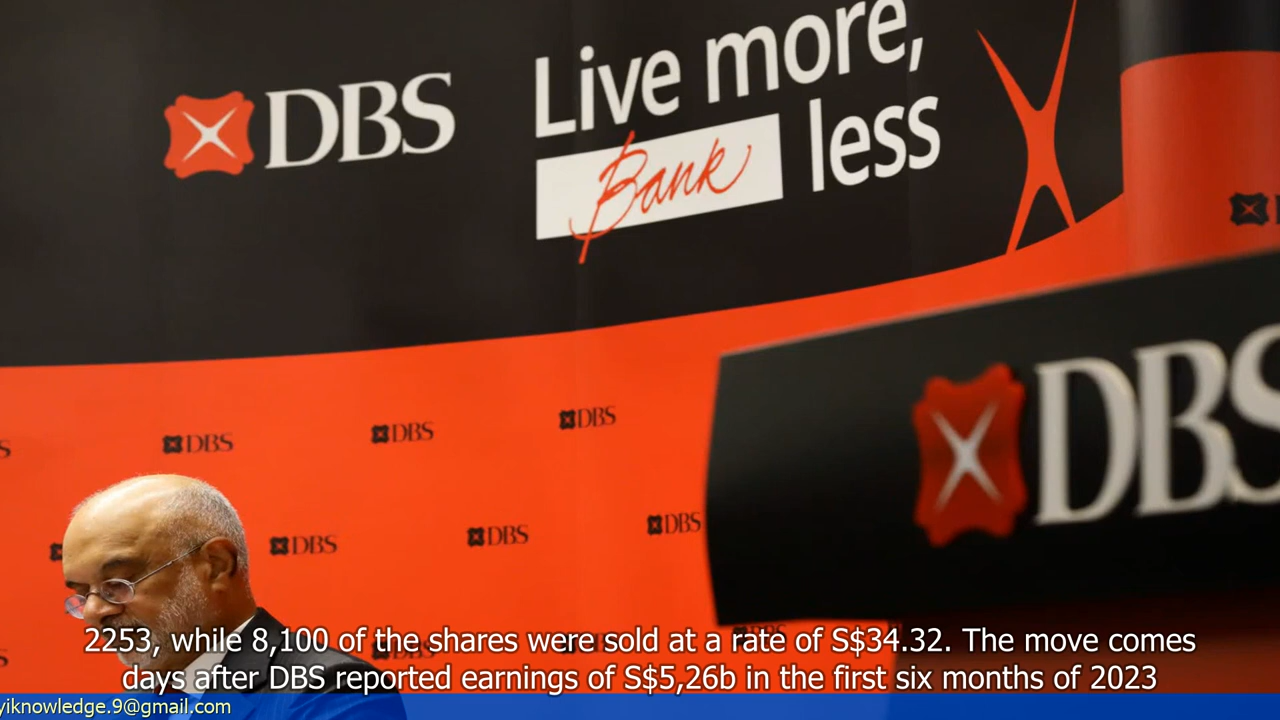 DBS
Live more,
Bank less
DBS
DBS DBS DBS
DBS DBS DBS
2253, while 8,100 of the shares were sold at a rate of S$34.32. The move comes
days after DBS reported earnings of S$5,26b in the first six months of 2023
yiknowledge.9@gmail.com